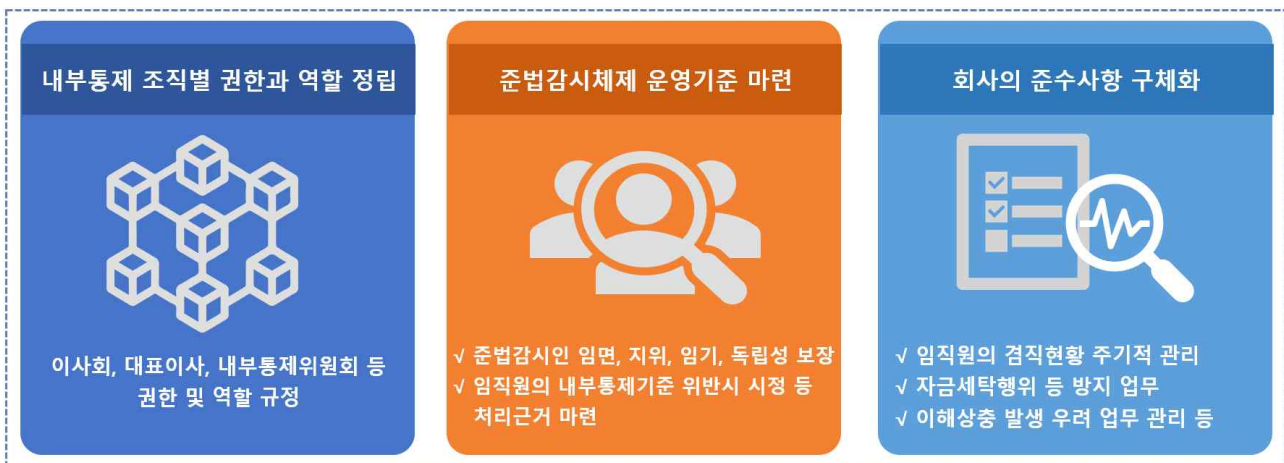 내부통제 조직별 권한과 역할 정립
이사회, 대표이사, 내부통제위원회 등
권한 및 역할 규정
준법감시체제 운영기준 마련
√ 준법감시인 임면, 지위, 임기, 독립성 보장
√ 임직원의 내부통제기준 위반시 시정 등
처리근거 마련
회사의 준수사항 구체화
√ 임직원의 겸직현황 주기적 관리
√ 자금세탁행위 등 방지 업무
√ 이해상충 발생 우려 업무 관리 등